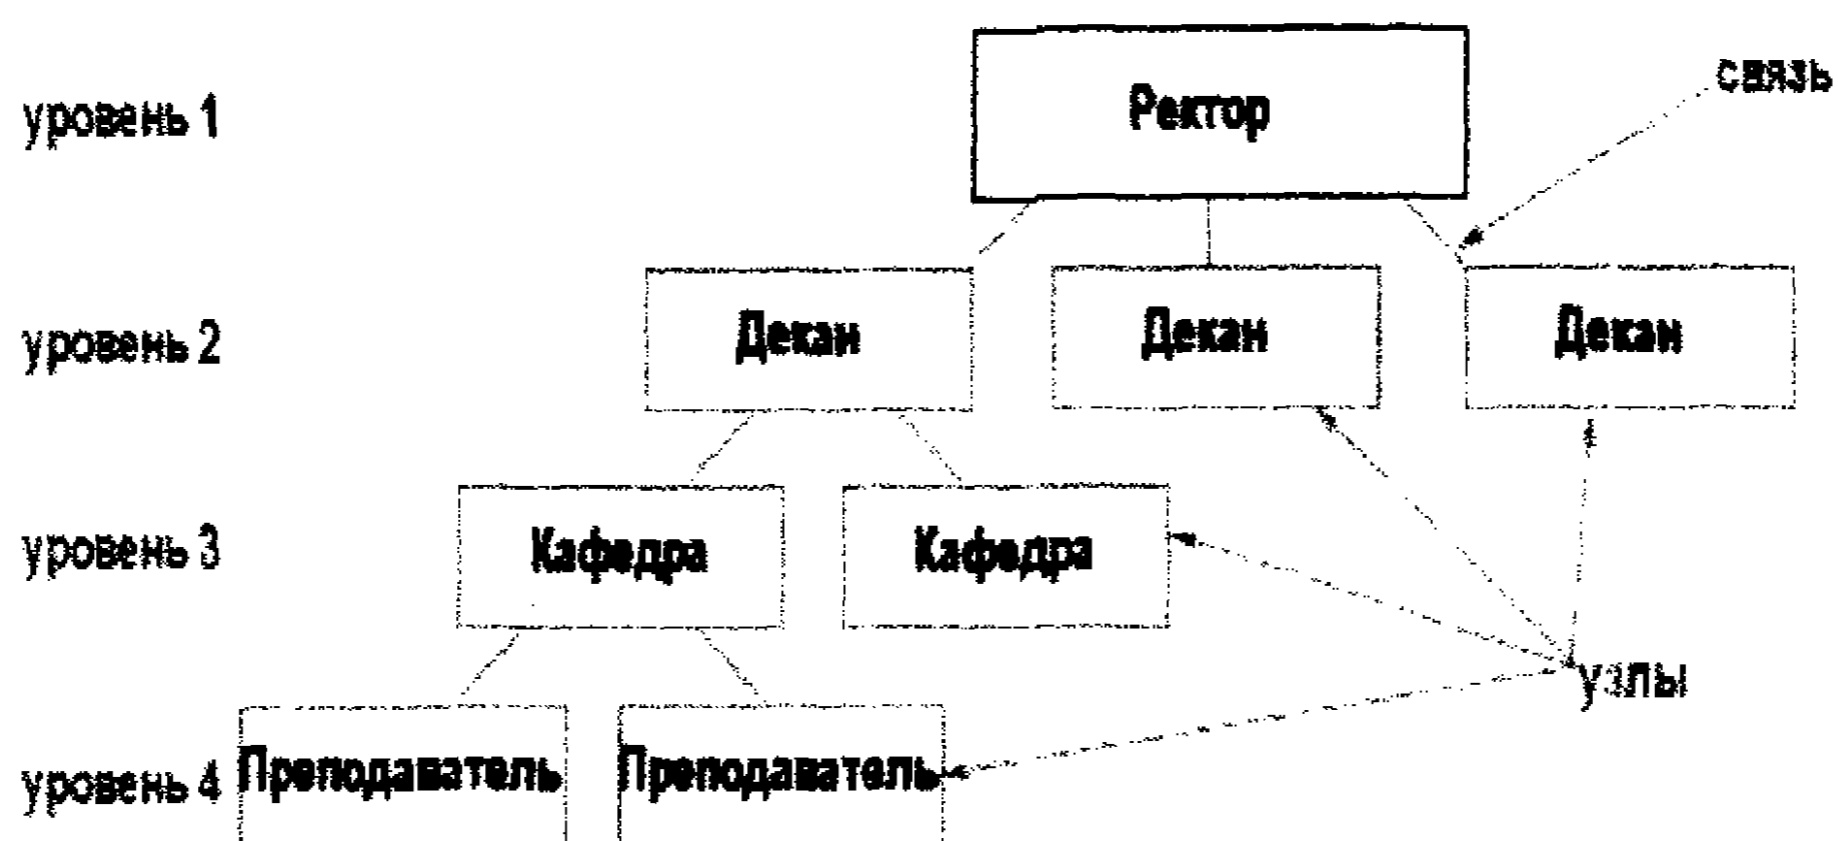 связь
уровень 1 Ректор
уровень 2 Декан Декан Декан
уровень 3 Кафедра Кафедра
узлы
уровень 4 Преподаватель Преподаватель